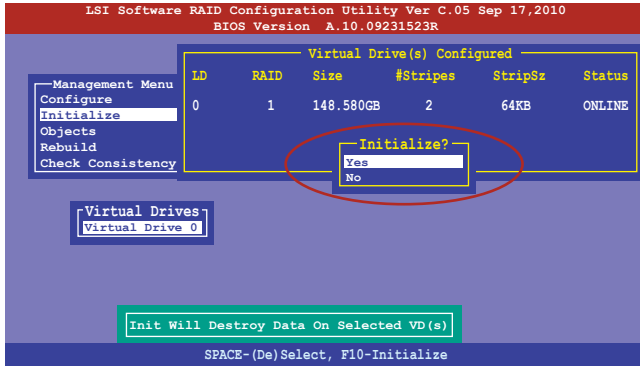 LSI Software RAID Configuration Utility Ver C.05 Sep 17,2010
BIOS Version A.10.09231523R
Virtual Drive(s) Configured
LD RAID Size #Stripes StripSz Status
0 1 148.580GB 2 64KB ONLINE
Management Menu
Configure
Initialize
Objects
Rebuild
Check Consistency
Initialize?
Yes
No
Virtual Drives
Virtual Drive 0
Init Will Destroy Data On Selected VD(s)
SPACE-(De)Select, F10-Initialize